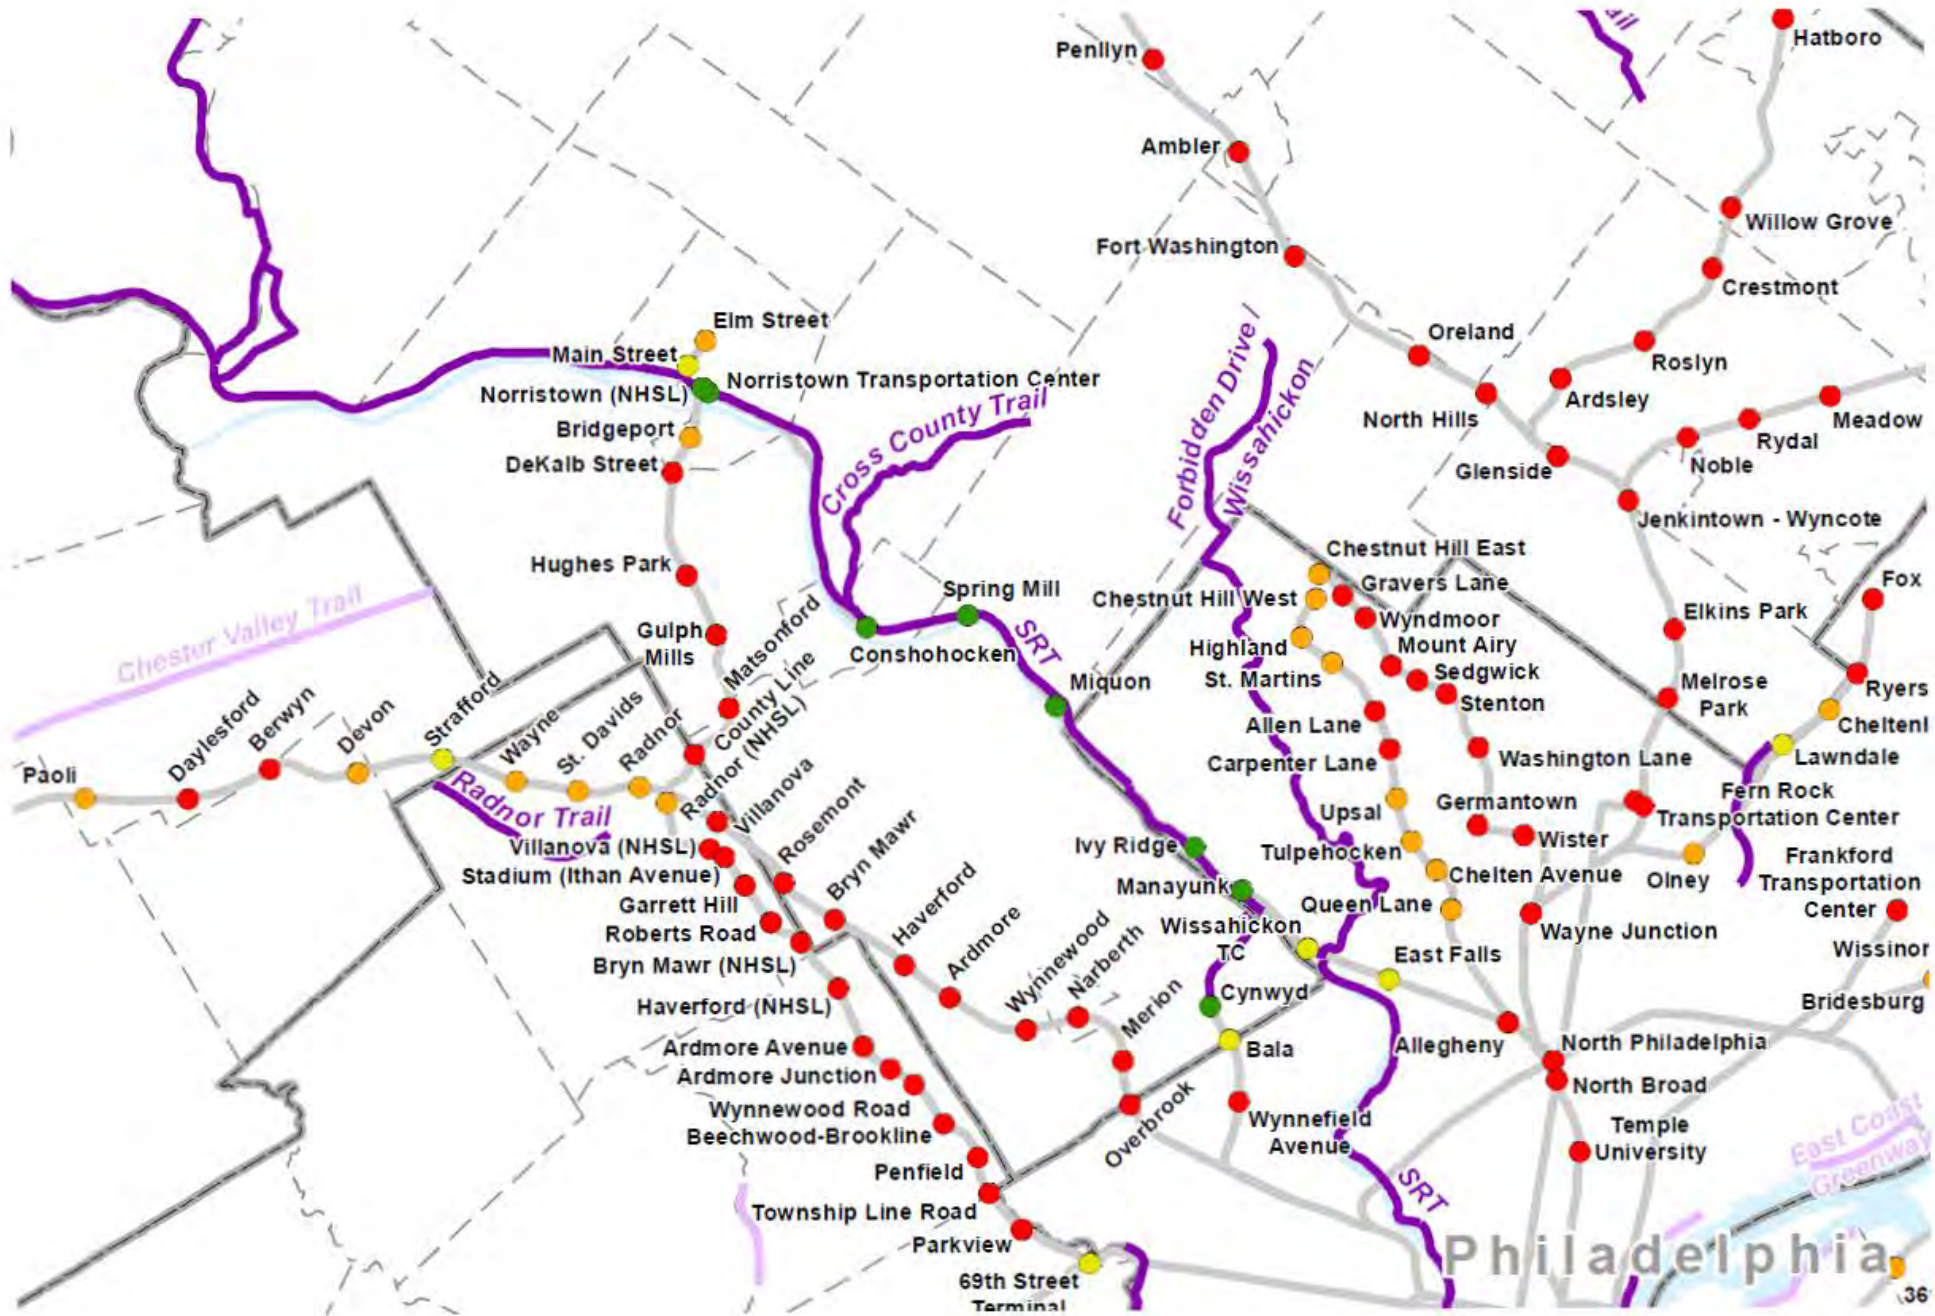 ail
Hatboro
Penllyn
Ambler
Willow Grove
Fort Washington
Crestmont
Elm Street
Oreland
Main Street
Roslyn
Norristown Transportation Center
Norristown (NHSL)
Ardsley
Cross County Trail
Forbidden Drive /
Wissahickon
North Hills
Meadow
Bridgeport
Rydal
DeKalb Street
Glenside
Noble
Jenkintown - Wyncote
Chestnut Hill East
Hughes Park
Gravers Lane
Fox
Spring Mill
Chestnut Hill West
Chester Valley Trail
Elkins Park
Wyndmoor
Gulph
Mills
Matsonford
SRT
Mount Airy
Highland
Conshohocken
County Line
Sedgwick
St. Martins
Miquon
Melrose
Park
Ryers
Stenton
Strafford
Daylesford
Berwyn
Devon
Wayne
St. Davids
Radnor
Radnor (NHSL)
Allen Lane
Cheltenl
Washington Lane
Lawndale
Carpenter Lane
Paoli
Radnor Trail
Villanova
Upsal
Germantown
Fern Rock
Transportation Center
Rosemont
Wister
Villanova (NHSL)
Ivy Ridge
Tulpehocken
Frankford
Transportation
Center
Stadium (Ithan Avenue)
Bryn Mawr
Manayunk
Chelten Avenue
Olney
Garrett Hill
Haverford
Queen Lane
Roberts Road
Ardmore
Wissahickon
TC
Wayne Junction
Wissinor
Bryn Mawr (NHSL)
Wynnewood
Narberth
East Falls
Haverford (NHSL)
Merion
Cynwyd
Bridesburg
Ardmore Avenue
Bala
Allegheny
North Philadelphia
Ardmore Junction
North Broad
Wynnewood Road
Overbrook
Wynnefield
Avenue
Temple
University
East Coast
Greenway
Beechwood-Brookline
Penfield
SRT
Township Line Road
Parkview
Philadelphia
69th Street
Terminal
36